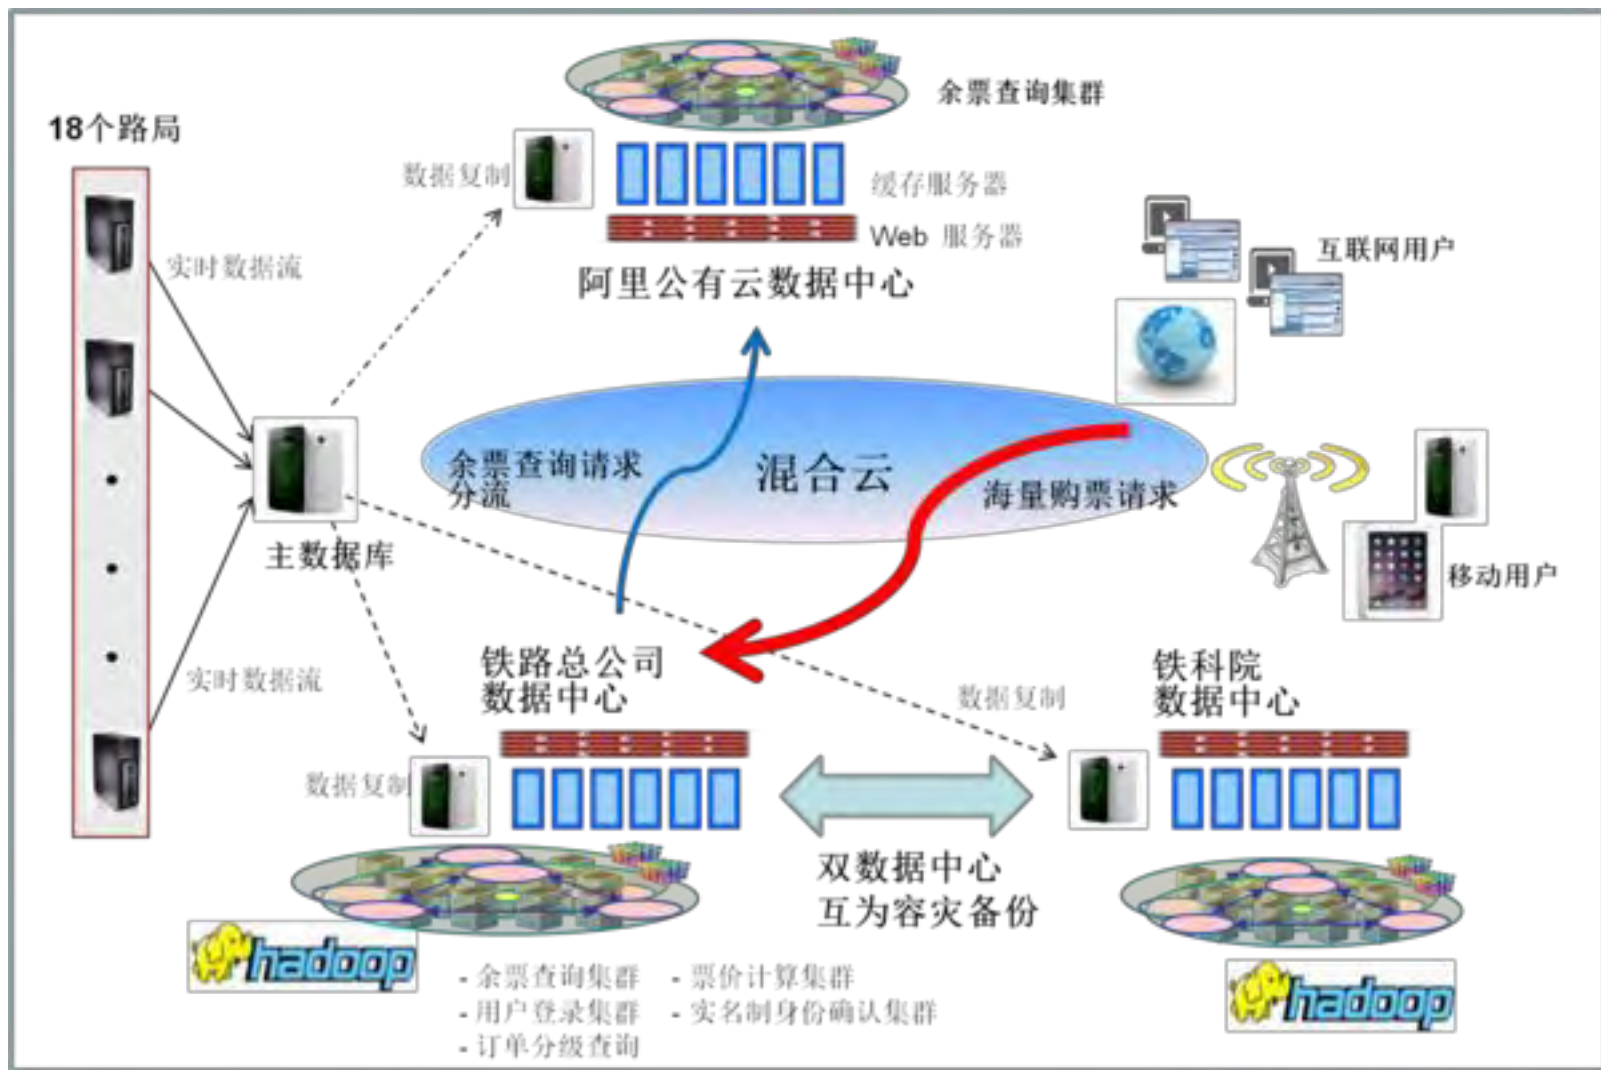 余票查询集群
18个路局
数据复制
缓存服务器
Web 服务器
互联网用户
实时数据流
阿里公有云数据中心
余票查询请求
分流
混合云
海量购票请求
主数据库
移动用户
铁路总公司
数据中心
铁科院
数据中心
实时数据流
数据复制
数据复制
双数据中心
互为容灾备份
hadoop
hadoop
- 余票查询集群 - 票价计算集群
- 用户登录集群 - 实名制身份确认集群
- 订单分级查询